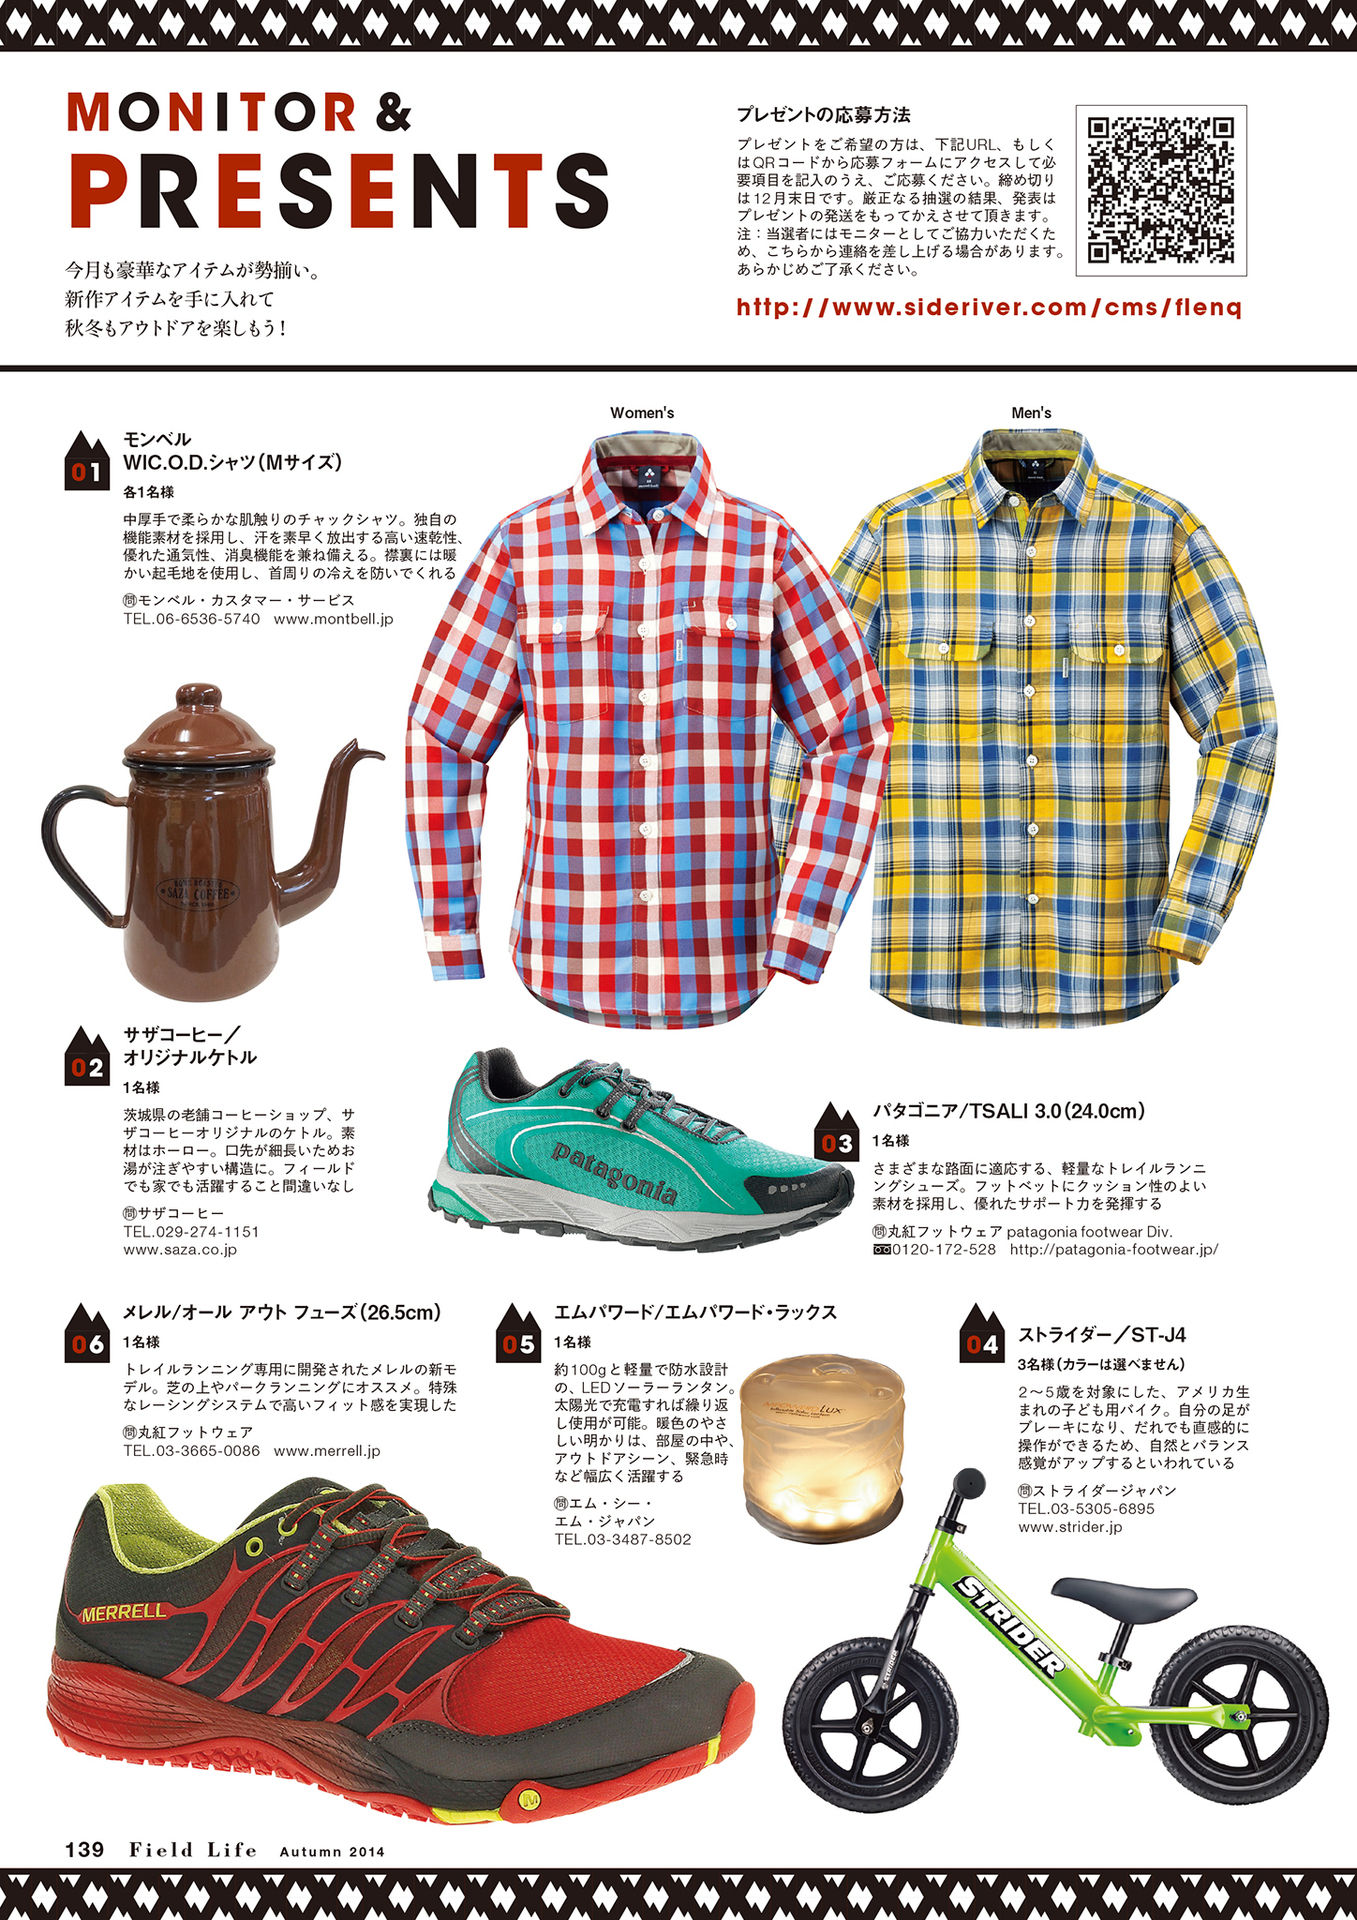 MONITOR &
PRESENTS
今月も豪華なアイテムが勢揃い。
新作アイテムを手に入れて
秋冬もアウトドアを楽しもう！
プレゼントの応募方法
プレゼントをご希望の方は、下記URL、もしく
はQRコードから応募フォームにアクセスして必
要項目を記入のうえ、ご応募ください。締め切り
は12月末日です。厳正なる抽選の結果、発表は
プレゼントの発送をもってかえさせて頂きます。
注：当選者にはモニターとしてご協力いただくた
め、こちらから連絡を差し上げる場合があります。
あらかじめご了承ください。
http://www.sideriver.com/cms/flenq
01
モンベル
WIC.O.D.シャツ（Mサイズ）
各1名様
中厚手で柔らかな肌触りのチャックシャツ。独自の
機能素材を採用し、汗を素早く放出する高い速乾性、
優れた通気性、消臭機能を兼ね備える。襟裏には暖
かい起毛地を使用し、首周りの冷えを防いでくれる
㉄モンベル・カスタマー・サービス
TEL.06-6536-5740 www.montbell.jp
Women's
Men's
SAZA COFFEE
02
サザコーヒー／
オリジナルケトル
1名様
茨城県の老舗コーヒーショップ、サ
ザコーヒーオリジナルのケトル。素
材はホーロー。口先が細長いためお
湯が注ぎやすい構造に。フィールド
でも家でも活躍すること間違いなし
㉄サザコーヒー
TEL.029-274-1151
www.saza.co.jp
patagonia
03
パタゴニア/TSALI 3.0（24.0cm）
1名様
さまざまな路面に適応する、軽量なトレイルランニ
ングシューズ。フットベットにクッション性のよい
素材を採用し、優れたサポート力を発揮する
㉄丸紅フットウェア patagonia footwear Div.
0120-172-528 http://patagonia-footwear.jp/
06
メレル/オール アウト フューズ（26.5cm）
1名様
トレイルランニング専用に開発されたメレルの新モ
デル。芝の上やパークランニングにオススメ。特殊
なレーシングシステムで高いフィット感を実現した
㉄丸紅フットウェア
TEL.03-3665-0086 www.merrell.jp
MERRELL
M
05
エムパワード/エムパワード・ラックス
1名様
約100gと軽量で防水設計
の、LEDソーラーランタン。
太陽光で充電すれば繰り返
し使用が可能。暖色のやさ
しい明かりは、部屋の中や、
アウトドアシーン、緊急時
など幅広く活躍する
㉄エム・シー・
エム・ジャパン
TEL.03-3487-8502
04
ストライダー／ST-J4
3名様（カラーは選べません）
2〜5歳を対象にした、アメリカ生
まれの子ども用バイク。自分の足が
ブレーキになり、だれでも直感的に
操作ができるため、自然とバランス
感覚がアップするといわれている
㉄ストライダージャパン
TEL.03-5305-6895
www.strider.jp
STRIDER
STRIDER
139 Field Life Autumn 2014